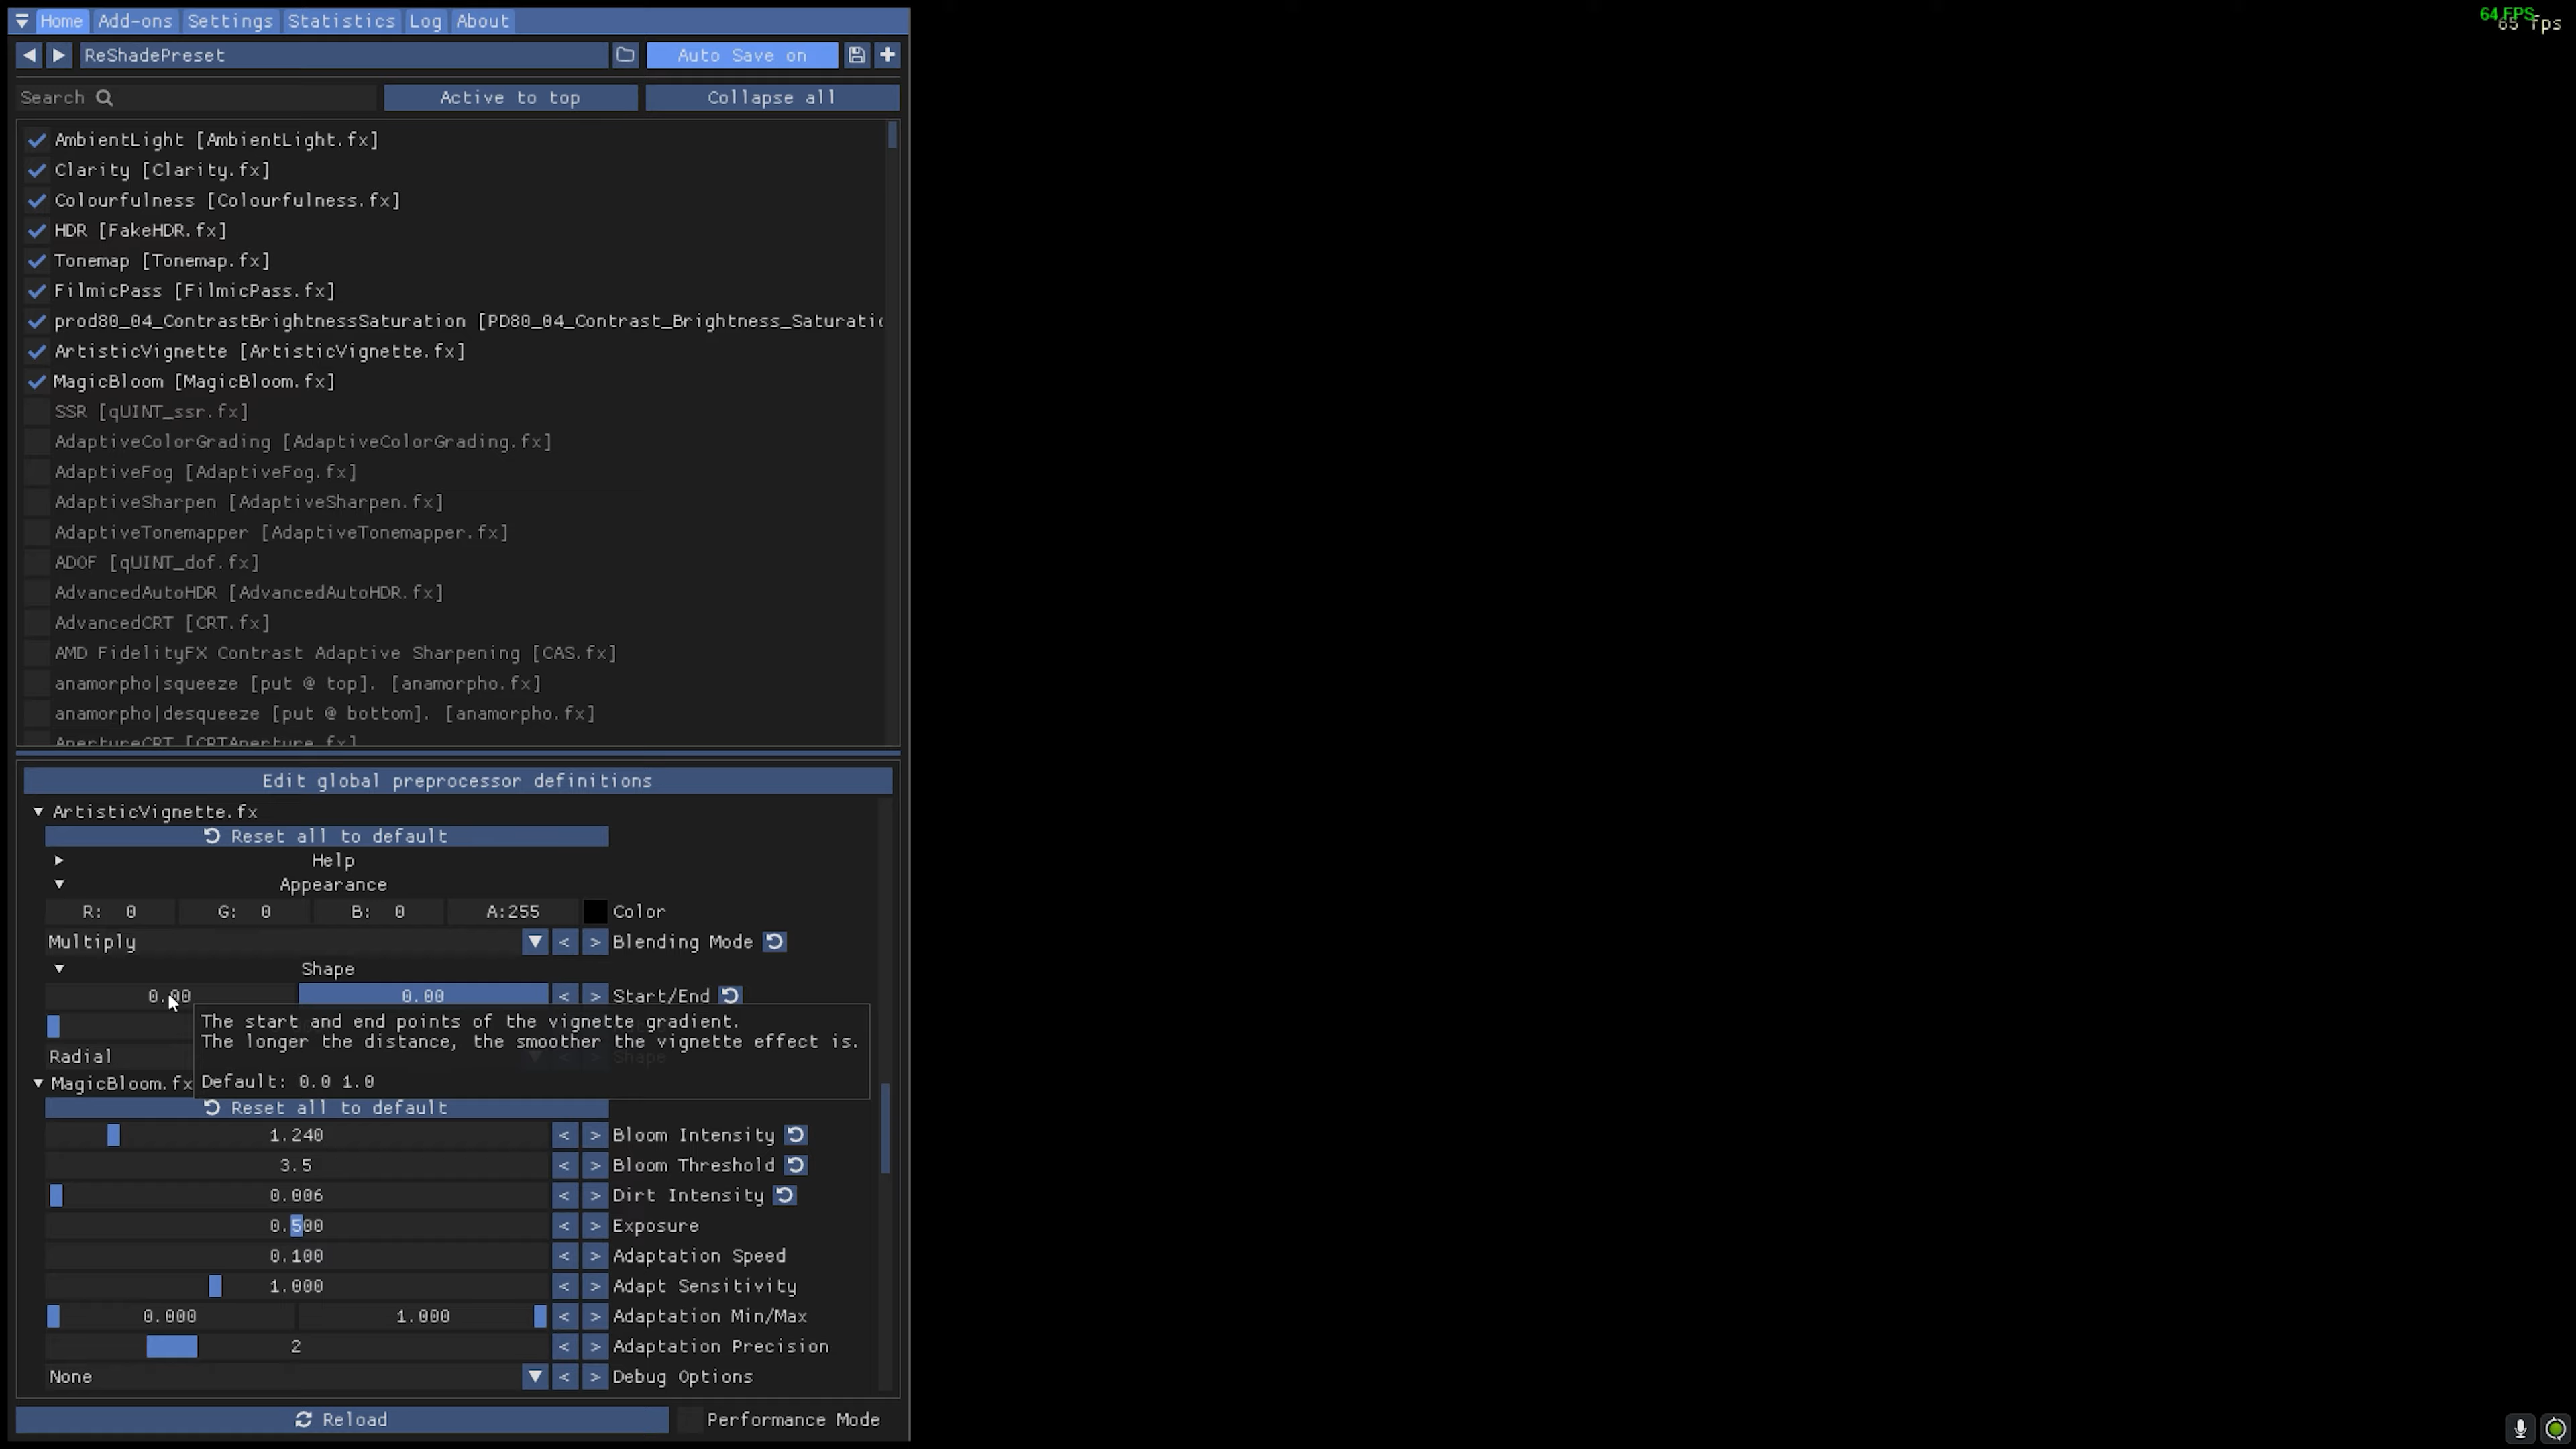 Home Add-ons Settings Statistics Log About
64 FPS
65 fps
ReShadePreset Auto Save on
Search Active to top Collapse all
AmbientLight [AmbientLight.fx]
Clarity [Clarity.fx]
Colourfulness [Colourfulness.fx]
HDR [FakeHDR.fx]
Tonemap [Tonemap.fx]
FilmicPass [FilmicPass.fx]
prod80_04_ContrastBrightnessSaturation [PD80_04_Contrast_Brightness_Saturatio
ArtisticVignette [ArtisticVignette.fx]
MagicBloom [MagicBloom.fx]
SSR [qUINT_ssr.fx]
AdaptiveColorGrading [AdaptiveColorGrading.fx]
AdaptiveFog [AdaptiveFog.fx]
AdaptiveSharpen [AdaptiveSharpen.fx]
AdaptiveTonemapper [AdaptiveTonemapper.fx]
ADOF [qUINT_dof.fx]
AdvancedAutoHDR [AdvancedAutoHDR.fx]
AdvancedCRT [CRT.fx]
AMD FidelityFX Contrast Adaptive Sharpening [CAS.fx]
anamorpho|squeeze [put @ top]. [anamorpho.fx]
anamorpho|desqueeze [put @ bottom]. [anamorpho.fx]
ApertureCRT [CRTAperture.fx]
Edit global preprocessor definitions
ArtisticVignette.fx
Reset all to default
Help
Appearance
R: 0 G: 0 B: 0 A:255 Color
Multiply < > Blending Mode
Shape
0.00 0.00 < > Start/End
The start and end points of the vignette gradient.
The longer the distance, the smoother the vignette effect is.
Radial Shape
Default: 0.0 1.0
MagicBloom.fx
Reset all to default
1.240 < > Bloom Intensity
3.5 < > Bloom Threshold
0.006 < > Dirt Intensity
0.500 < > Exposure
0.100 < > Adaptation Speed
1.000 < > Adapt Sensitivity
0.000 1.000 < > Adaptation Min/Max
2 < > Adaptation Precision
None < > Debug Options
Reload Performance Mode